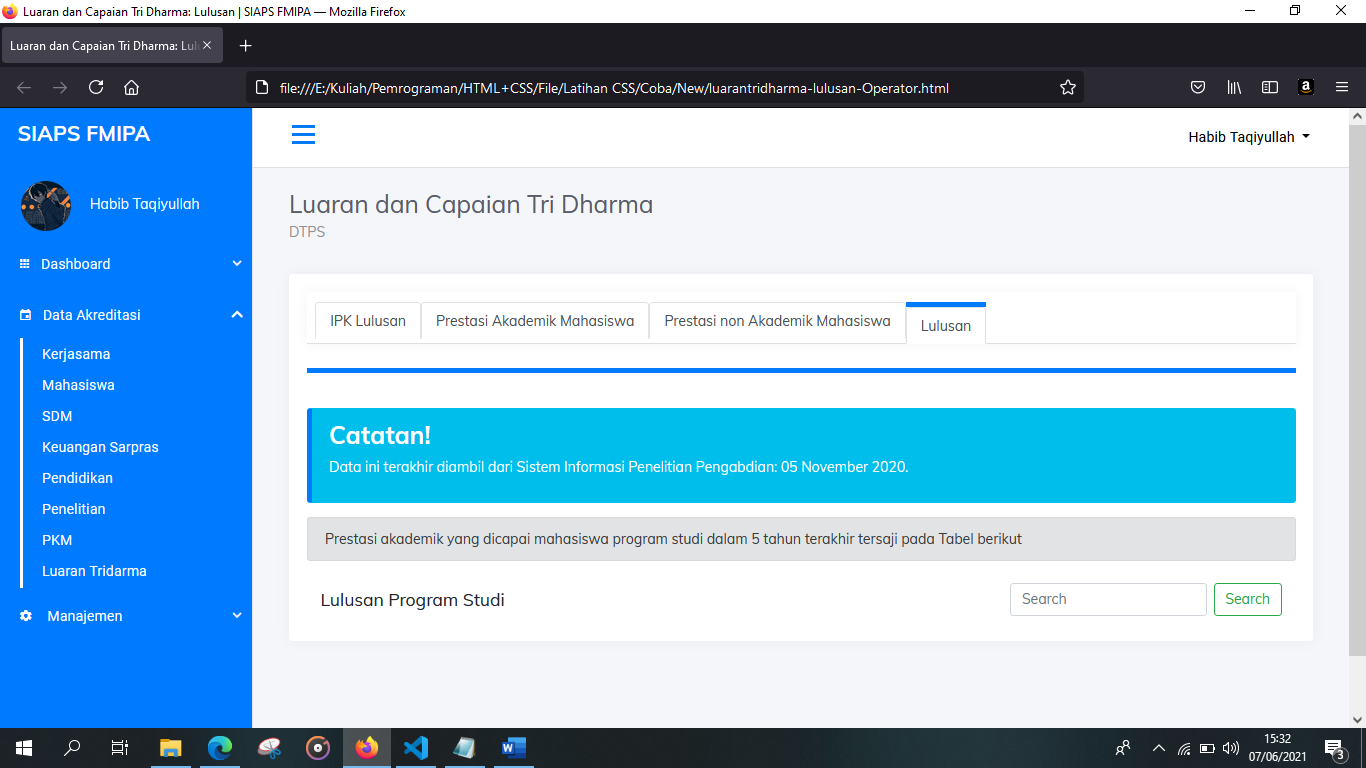 Luaran dan Capaian Tri Dharma: Lulusan | SIAPS FMIPA — Mozilla Firefox
Luaran dan Capaian Tri Dharma: Lul
file:///E:/Kuliah/Pemrograman/HTML+CSS/File/Latihan CSS/Coba/New/luarantridharma-lulusan-Operator.html
SIAPS FMIPA
Habib Taqiyullah
Habib Taqiyullah
Dashboard
Data Akreditasi
Kerjasama
Mahasiswa
SDM
Keuangan Sarpras
Pendidikan
Penelitian
PKM
Luaran Tridarma
Manajemen
Luaran dan Capaian Tri Dharma
DTPS
IPK Lulusan Prestasi Akademik Mahasiswa Prestasi non Akademik Mahasiswa Lulusan
Catatan!
Data ini terakhir diambil dari Sistem Informasi Penelitian Pengabdian: 05 November 2020.
Prestasi akademik yang dicapai mahasiswa program studi dalam 5 tahun terakhir tersaji pada Tabel berikut
Lulusan Program Studi Search Search
15:32
07/06/2021
3